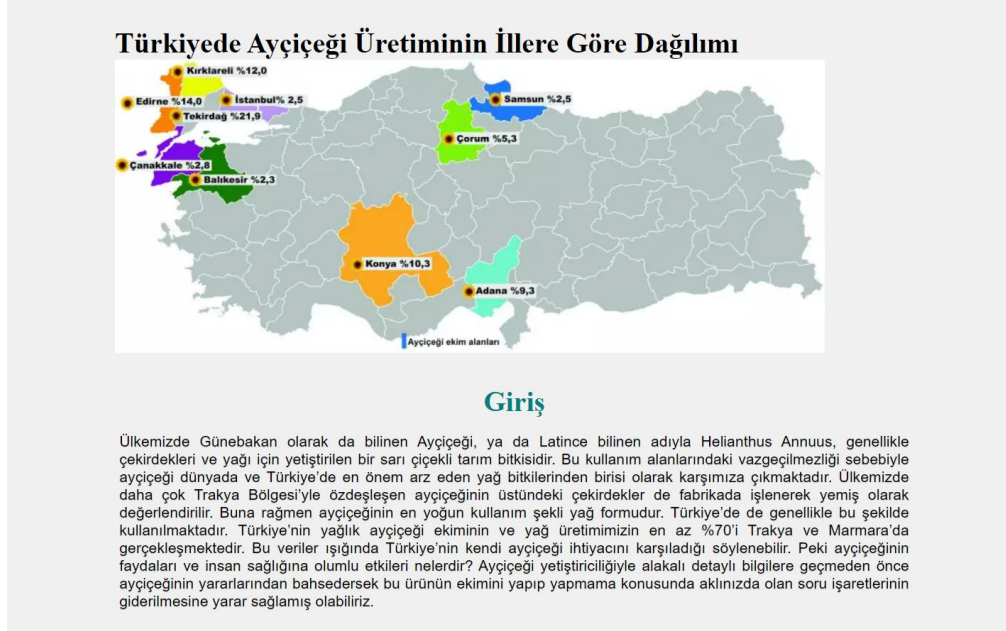 Türkiyede Ayçiçeği Üretiminin İllere Göre Dağılımı
Kırklareli %12,0
Edirne %14,0
İstanbul% 2,5
Tekirdağ %21,9
Samsun %2,5
Çorum %5,3
Çanakkale %2,8
Balıkesir %2,3
Konya %10,3
Adana %9,3
Ayçiçeği ekim alanları
Giriş
Ülkemizde Günebakan olarak da bilinen Ayçiçeği, ya da Latince bilinen adıyla Helianthus Annuus, genellikle
çekirdekleri ve yağı için yetiştirilen bir sarı çiçekli tarım bitkisidir. Bu kullanım alanlarındaki vazgeçilmezliği sebebiyle
ayçiçeği dünyada ve Türkiye’de en önem arz eden yağ bitkilerinden birisi olarak karşımıza çıkmaktadır. Ülkemizde
daha çok Trakya Bölgesi’yle özdeşleşen ayçiçeğinin üstündeki çekirdekler de fabrikada işlenerek yemiş olarak
değerlendirilir. Buna rağmen ayçiçeğinin en yoğun kullanım şekli yağ formudur. Türkiye’de de genellikle bu şekilde
kullanılmaktadır. Türkiye’nin yağlık ayçiçeği ekiminin ve yağ üretimimizin en az %70’i Trakya ve Marmara’da
gerçekleşmektedir. Bu veriler ışığında Türkiye’nin kendi ayçiçeği ihtiyacını karşıladığı söylenebilir. Peki ayçiçeğinin
faydaları ve insan sağlığına olumlu etkileri nelerdir? Ayçiçeği yetiştiriciliğiyle alakalı detaylı bilgilere geçmeden önce
ayçiçeğinin yararlarından bahsedersek bu ürünün ekimini yapıp yapmama konusunda aklınızda olan soru işaretlerinin
giderilmesine yarar sağlamış olabiliriz.